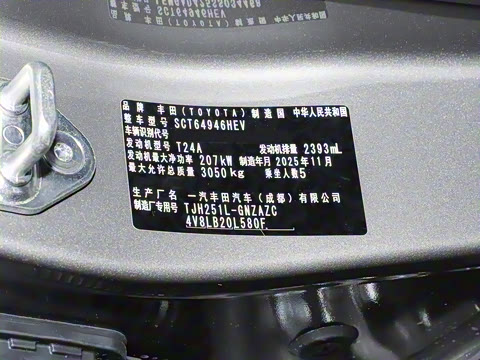 品牌 丰田(TOYOTA) 制造国 中华人民共和国
整车型号 SCT64946HEV
车辆识别代号
发动机型号 T24A 发动机排量 2393mL
发动机最大净功率 207kW 制造年月 2025年11月
最大允许总质量 3050kg 乘坐人数5
生产厂名 一汽丰田汽车(成都)有限公司
制造厂专用号 TJH251L-GNZAZC
4V8LB20L580F